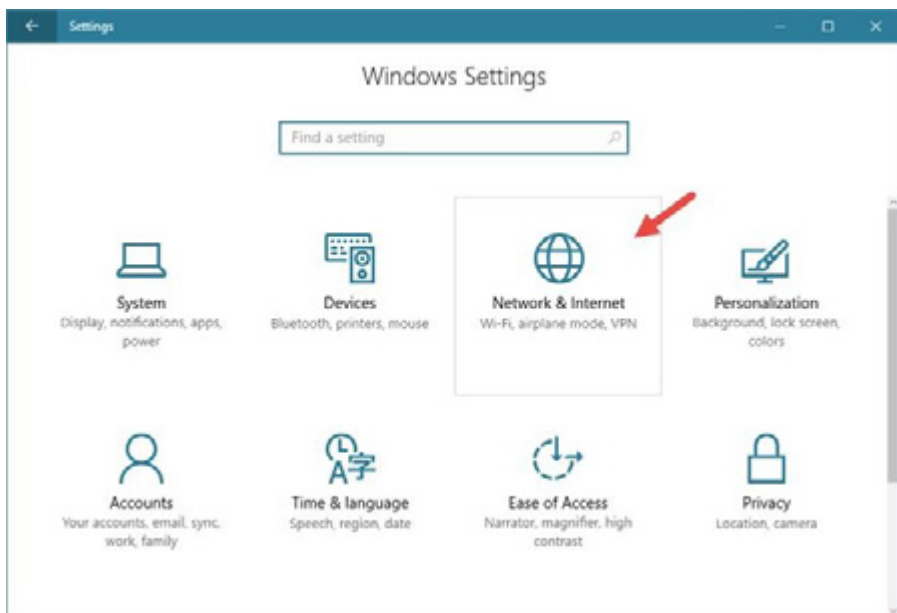 Settings
Windows Settings
Find a setting
System
Display, notifications, apps,
power
Devices
Bluetooth, printers, mouse
Network & Internet
Wi-Fi, airplane mode, VPN
Personalization
Background, lock screen,
colors
Accounts
Your accounts, email, sync,
work, family
A字
Time & language
Speech, region, date
Ease of Access
Narrator, magnifier, high
contrast
Privacy
Location, camera